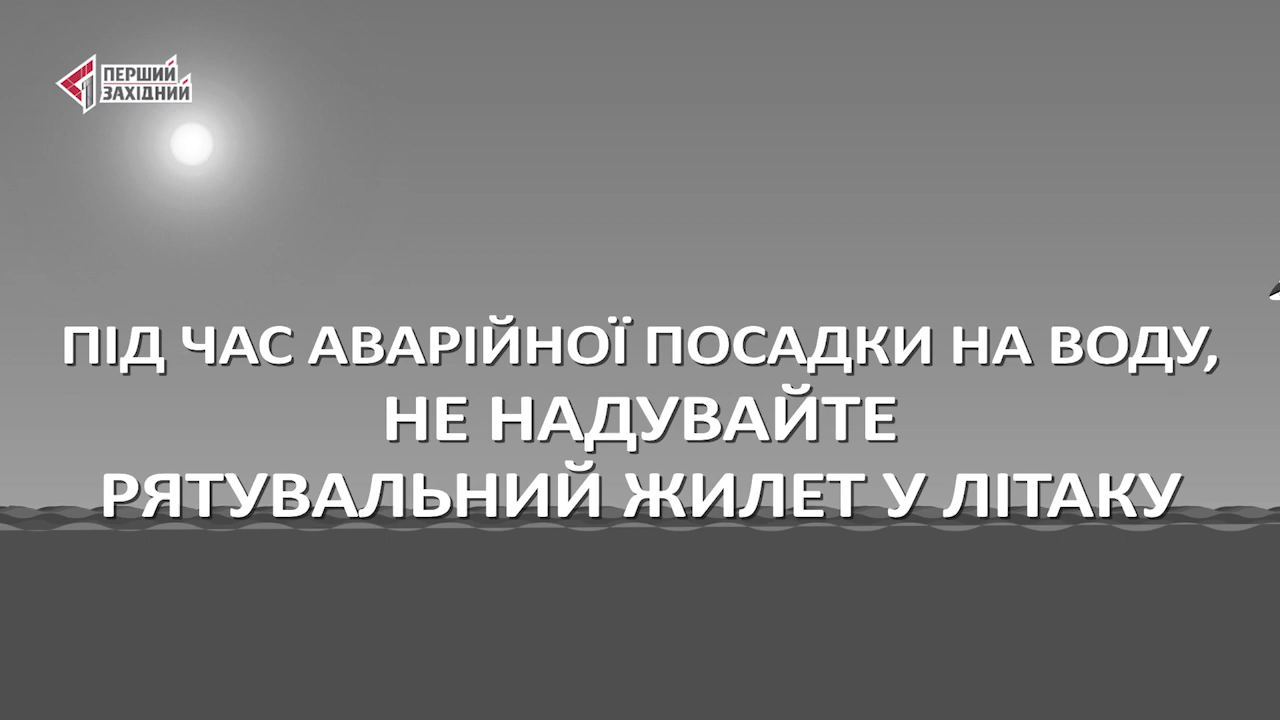 ПЕРШИЙ
ЗАХІДНИЙ
ПІД ЧАС АВАРІЙНОЇ ПОСАДКИ НА ВОДУ,
НЕ НАДУВАЙТЕ
РЯТУВАЛЬНИЙ ЖИЛЕТ У ЛІТАКУ